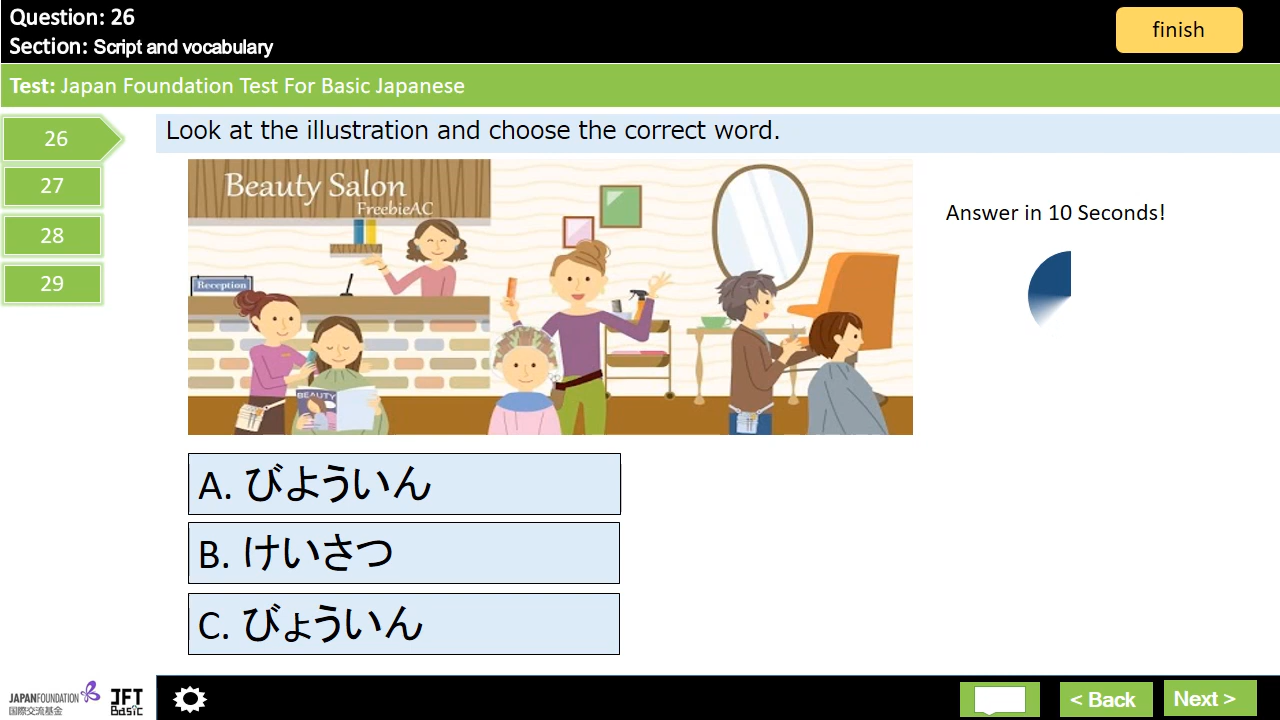 Question: 26
Section: Script and vocabulary
finish
Test: Japan Foundation Test For Basic Japanese
26
27
28
29
Look at the illustration and choose the correct word.
Beauty Salon
FreebieAC
Reception
BEAUTY
Answer in 10 Seconds!
A. びよういん
B. けいさつ
C. びょういん
JAPANFOUNDATION
国際交流基金
JFT
Basic
< Back
Next >